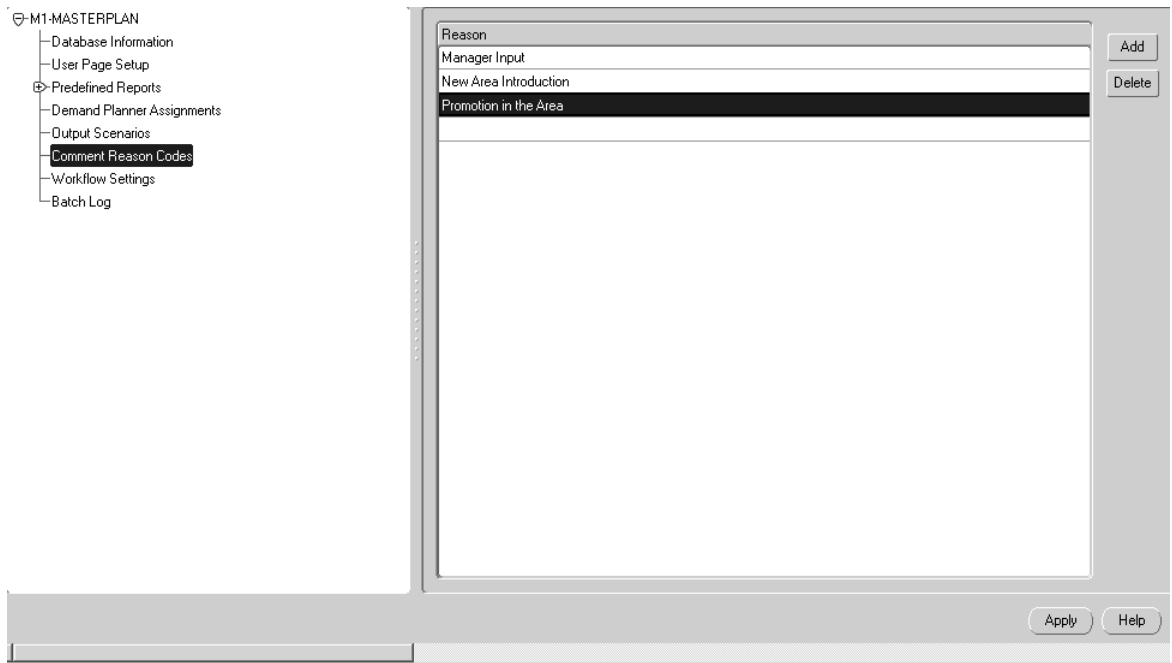 M1-MASTERPLAN
Database Information
User Page Setup
Predefined Reports
Demand Planner Assignments
Output Scenarios
Comment Reason Codes
Workflow Settings
Batch Log
Reason
Manager Input
New Area Introduction
Promotion in the Area
Add
Delete
Apply
Help